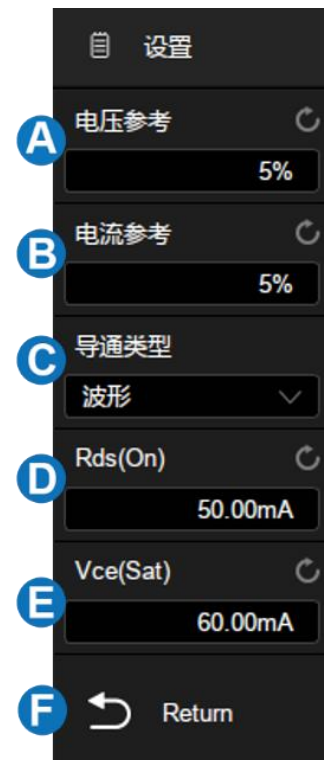 设置
A
电压参考
5%
B
电流参考
5%
C
导通类型
波形
D
Rds(On)
50.00mA
E
Vce(Sat)
60.00mA
F
Return